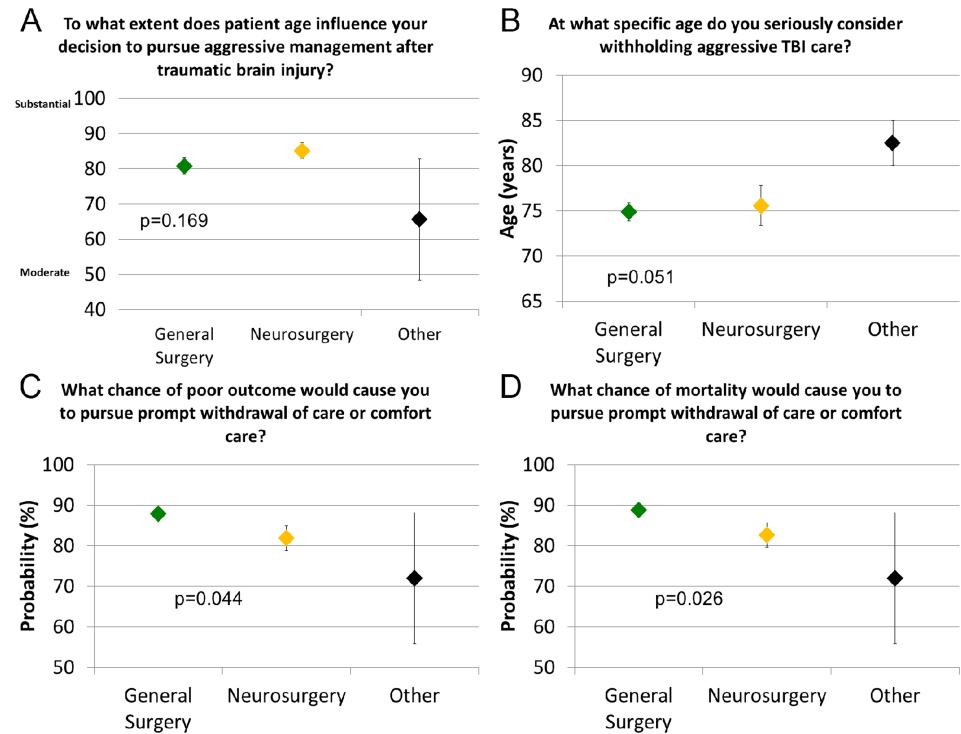 A
To what extent does patient age influence your
decision to pursue aggressive management after
traumatic brain injury?
Substantial
100
90
80
70
60
Moderate
50
40
p=0.169
General
Surgery
Neurosurgery
Other
B
At what specific age do you seriously consider
withholding aggressive TBI care?
Age (years)
90
85
80
75
70
65
p=0.051
General
Surgery
Neurosurgery
Other
C
What chance of poor outcome would cause you
to pursue prompt withdrawal of care or comfort
care?
Probability (%)
100
90
80
70
60
50
p=0.044
General
Surgery
Neurosurgery
Other
D
What chance of mortality would cause you to
pursue prompt withdrawal of care or comfort
care?
Probability (%)
100
90
80
70
60
50
p=0.026
General
Surgery
Neurosurgery
Other